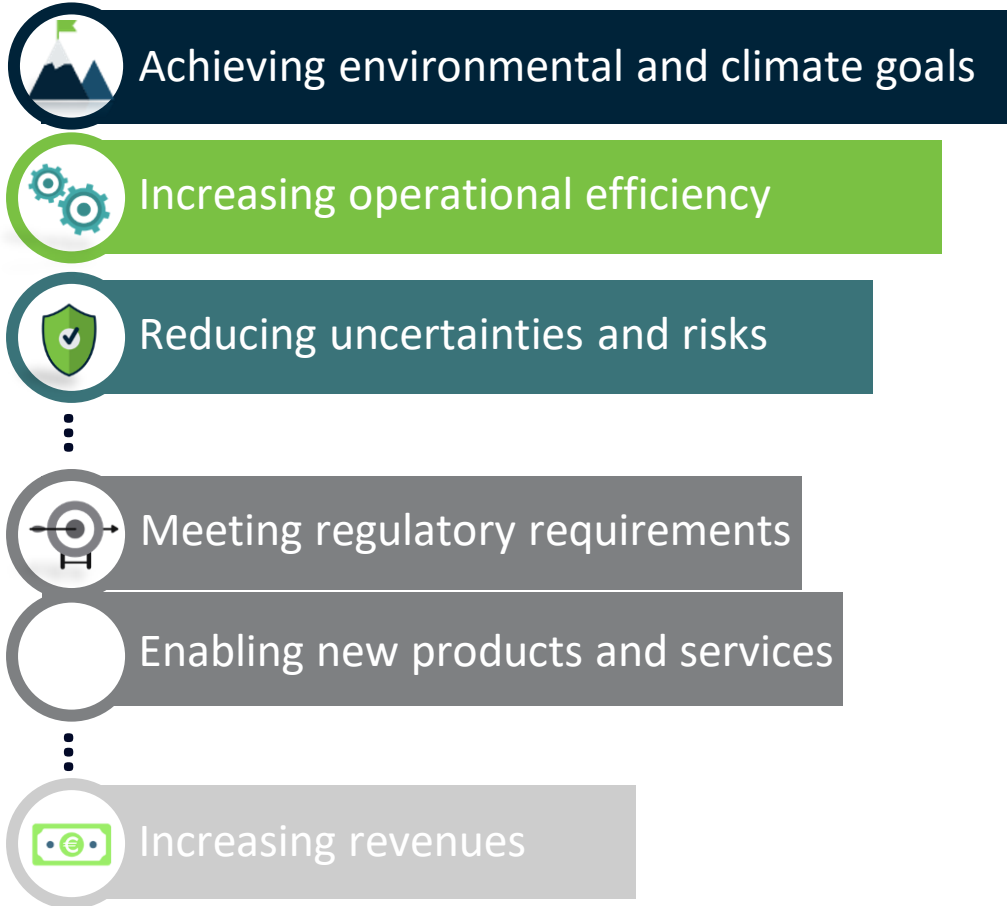 Achieving environmental and climate goals
Increasing operational efficiency
Reducing uncertainties and risks
Meeting regulatory requirements
Enabling new products and services
Increasing revenues